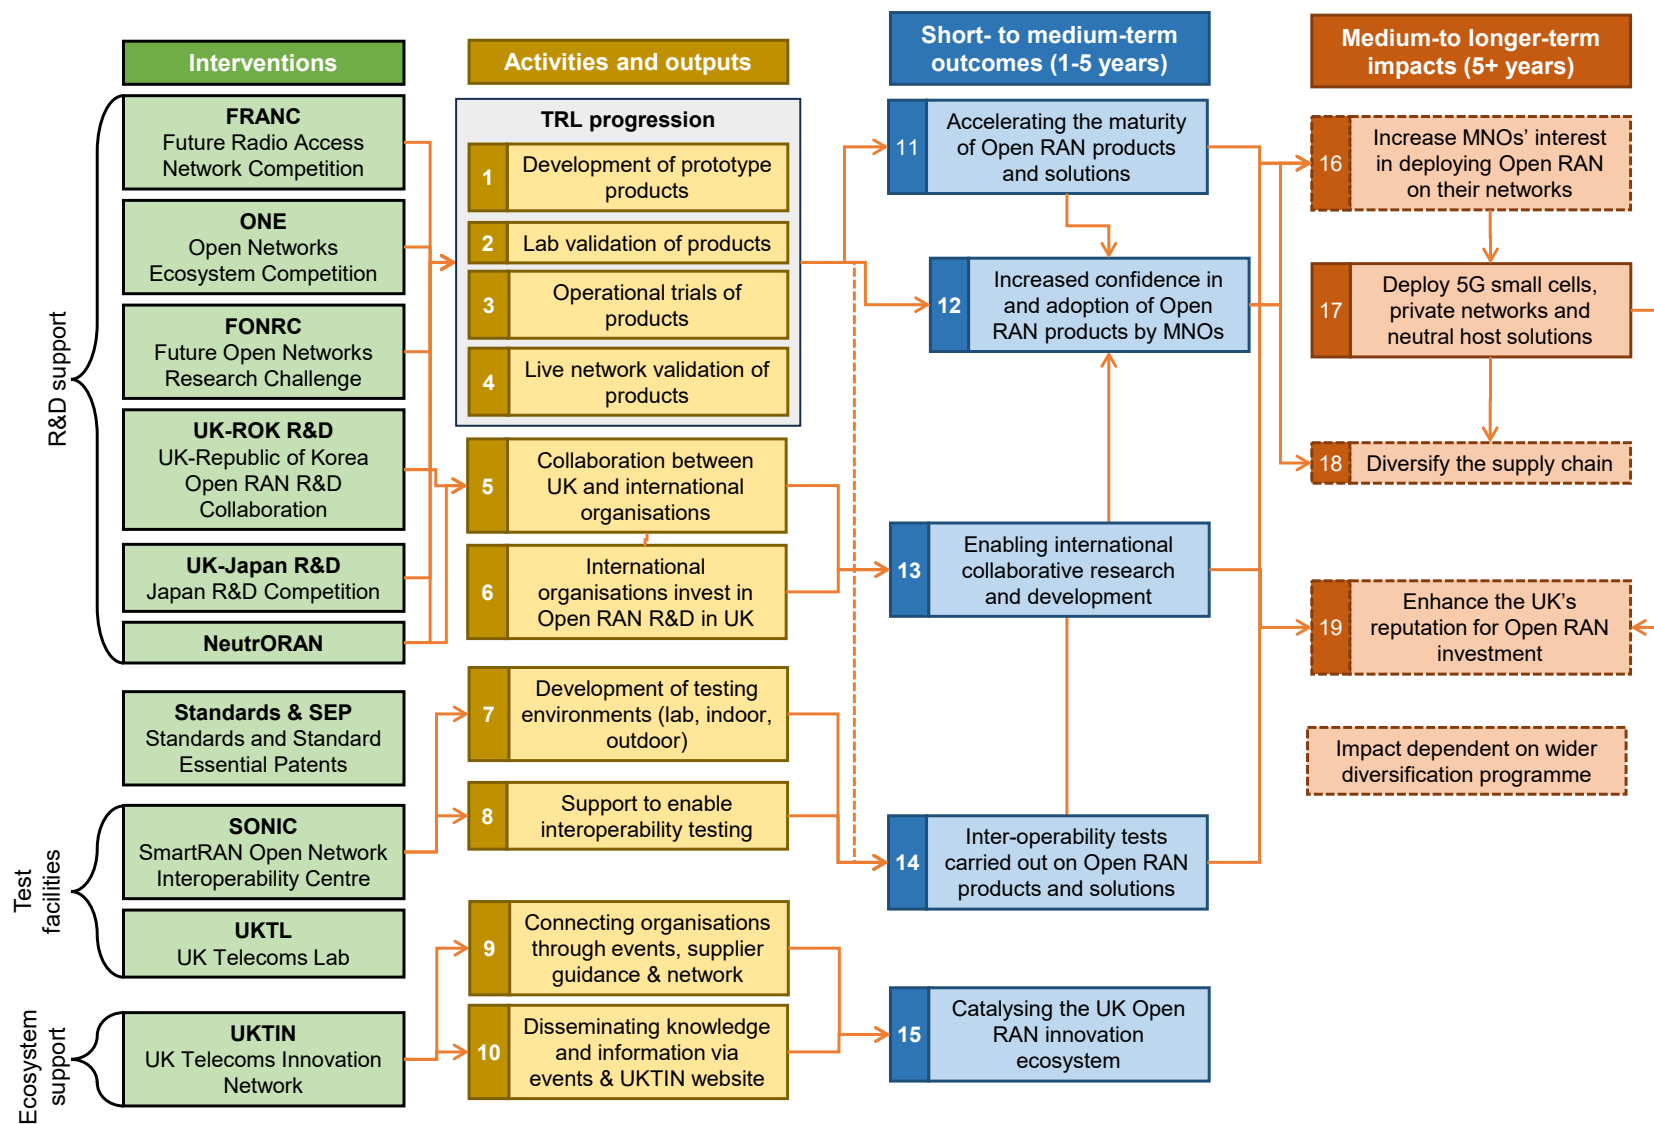 Interventions
R&D support
FRANC
Future Radio Access
Network Competition
ONE
Open Networks
Ecosystem Competition
FONRC
Future Open Networks
Research Challenge
UK-ROK R&D
UK-Republic of Korea
Open RAN R&D
Collaboration
UK-Japan R&D
Japan R&D Competition
NeutrORAN
Standards & SEP
Standards and Standard
Essential Patents
Test
facilities
SONIC
SmartRAN Open Network
Interoperability Centre
UKTL
UK Telecoms Lab
Ecosystem
support
UKTIN
UK Telecoms Innovation
Network
Activities and outputs
TRL progression
1
Development of prototype
products
2
Lab validation of products
3
Operational trials of
products
4
Live network validation of
products
5
Collaboration between
UK and international
organisations
6
International
organisations invest in
Open RAN R&D in UK
7
Development of testing
environments (lab, indoor,
outdoor)
8
Support to enable
interoperability testing
9
Connecting organisations
through events, supplier
guidance & network
10
Disseminating knowledge
and information via
events & UKTIN website
Short- to medium-term
outcomes (1-5 years)
11
Accelerating the maturity
of Open RAN products
and solutions
12
Increased confidence in
and adoption of Open
RAN products by MNOs
13
Enabling international
collaborative research
and development
14
Inter-operability tests
carried out on Open RAN
products and solutions
15
Catalysing the UK Open
RAN innovation
ecosystem
Medium-to longer-term
impacts (5+ years)
16
Increase MNOs’ interest
in deploying Open RAN
on their networks
17
Deploy 5G small cells,
private networks and
neutral host solutions
18
Diversify the supply chain
19
Enhance the UK’s
reputation for Open RAN
investment
Impact dependent on wider
diversification programme